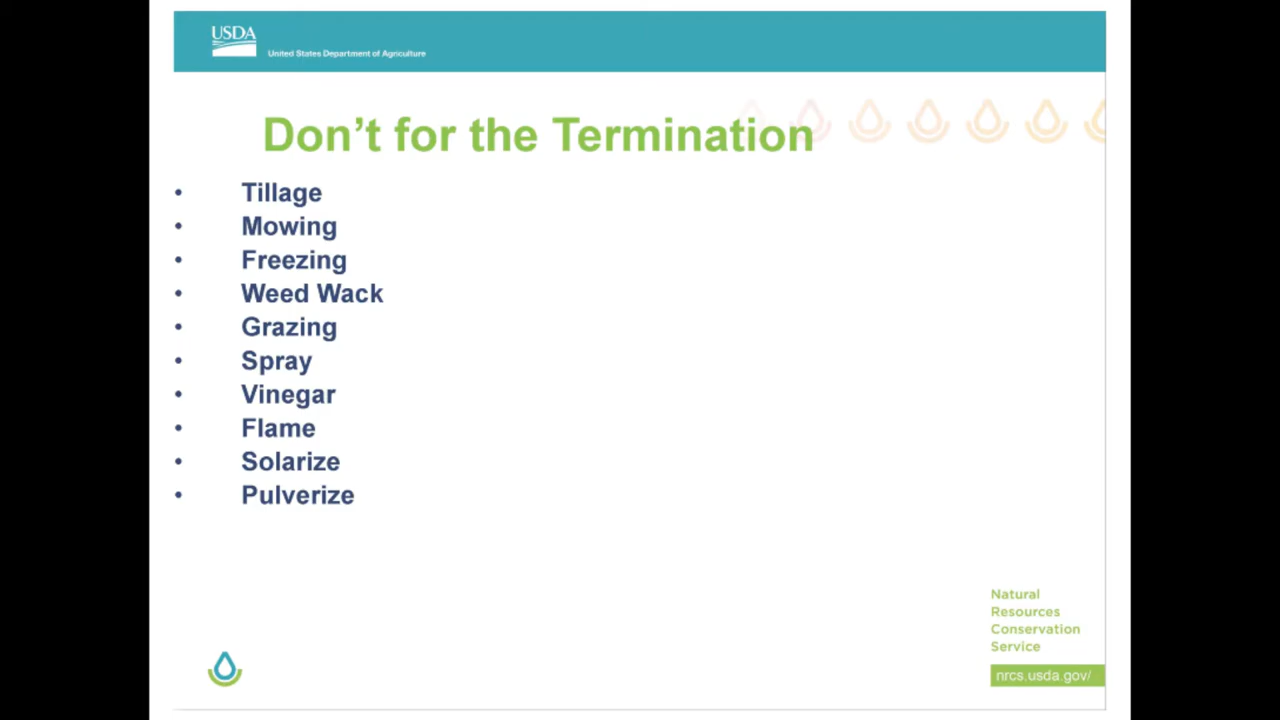 USDA
United States Department of Agriculture
Don't for the Termination
• Tillage
• Mowing
• Freezing
• Weed Wack
• Grazing
• Spray
• Vinegar
• Flame
• Solarize
• Pulverize
Natural
Resources
Conservation
Service
nrcs.usda.gov/